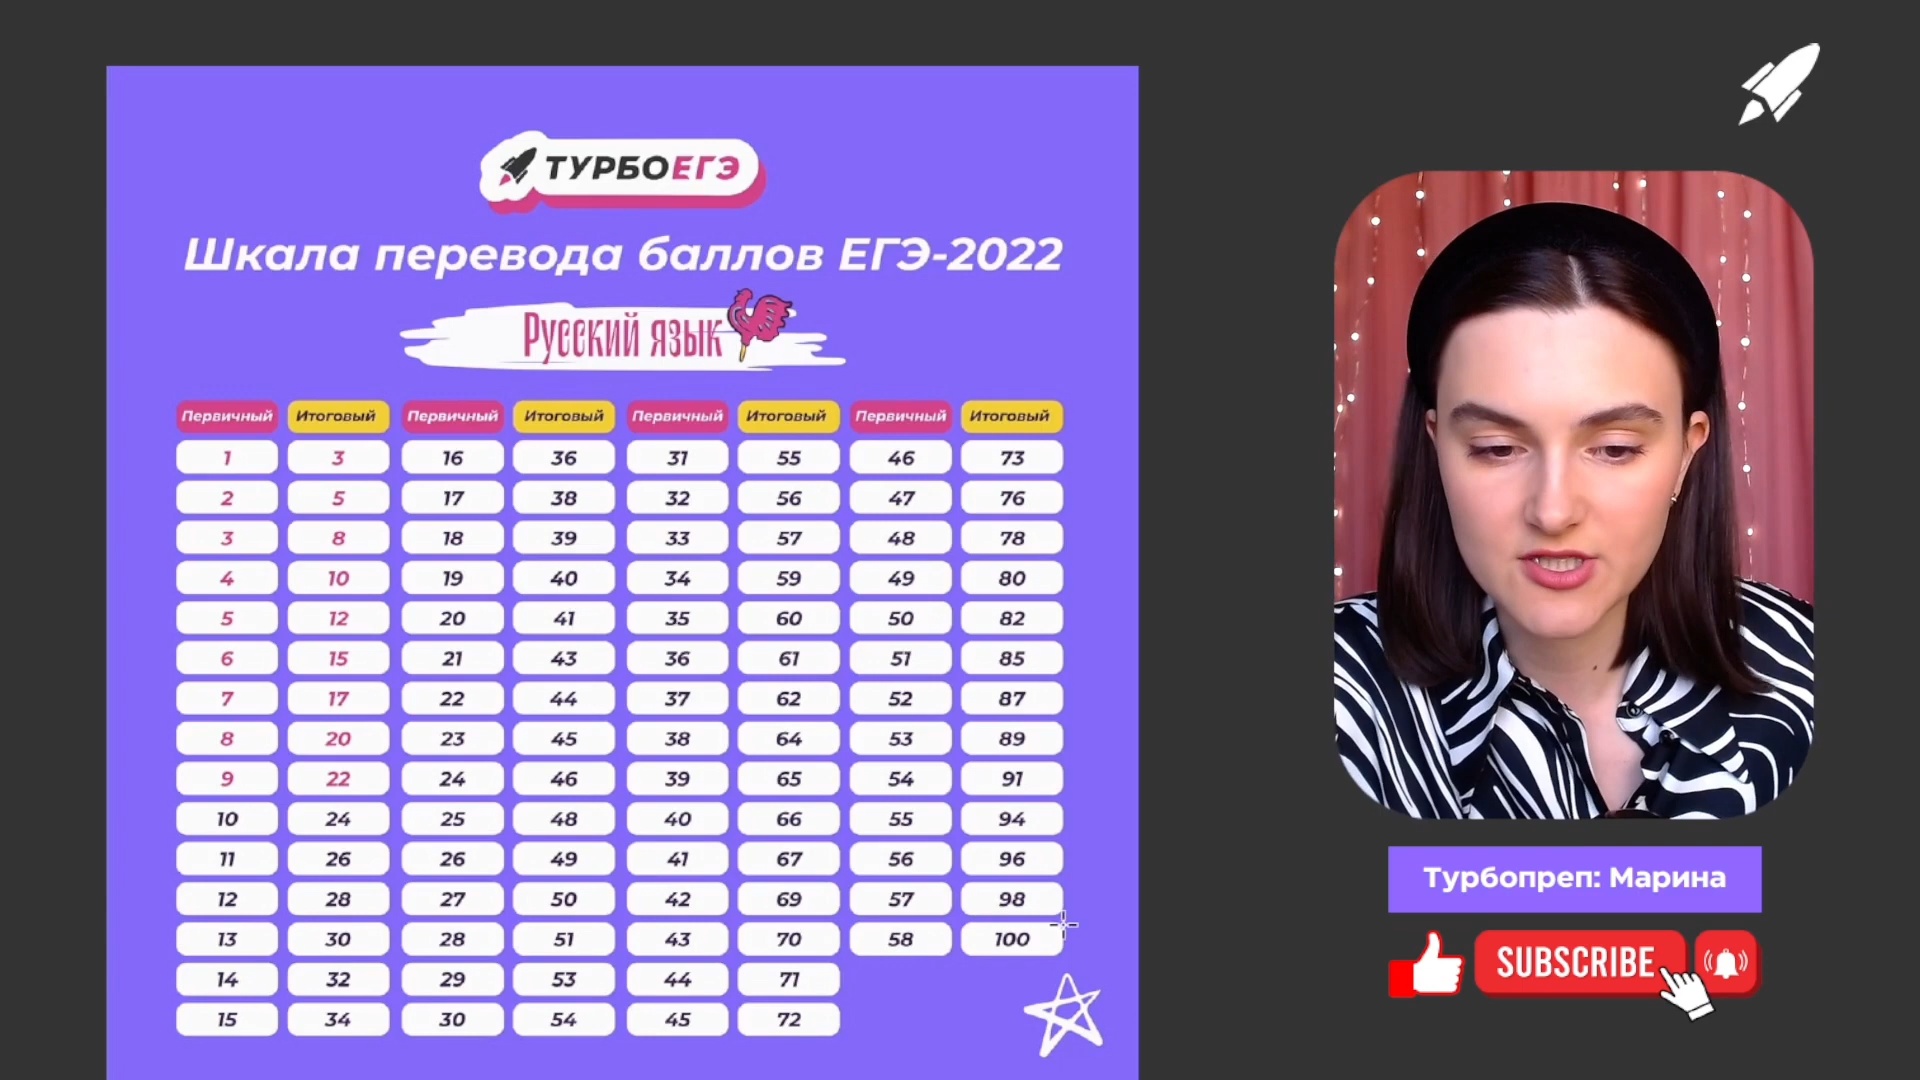 ТУРБОЕГЭ
Шкала перевода баллов ЕГЭ-2022
Русский язык
Первичный Итоговый Первичный Итоговый Первичный Итоговый Первичный Итоговый
1 3 16 36 31 55 46 73
2 5 17 38 32 56 47 76
3 8 18 39 33 57 48 78
4 10 19 40 34 59 49 80
5 12 20 41 35 60 50 82
6 15 21 43 36 61 51 85
7 17 22 44 37 62 52 87
8 20 23 45 38 64 53 89
9 22 24 46 39 65 54 91
10 24 25 48 40 66 55 94
11 26 26 49 41 67 56 96
12 28 27 50 42 69 57 98
13 30 28 51 43 70 58 100
14 32 29 53 44 71
15 34 30 54 45 72
Турбопреп: Марина
SUBSCRIBE